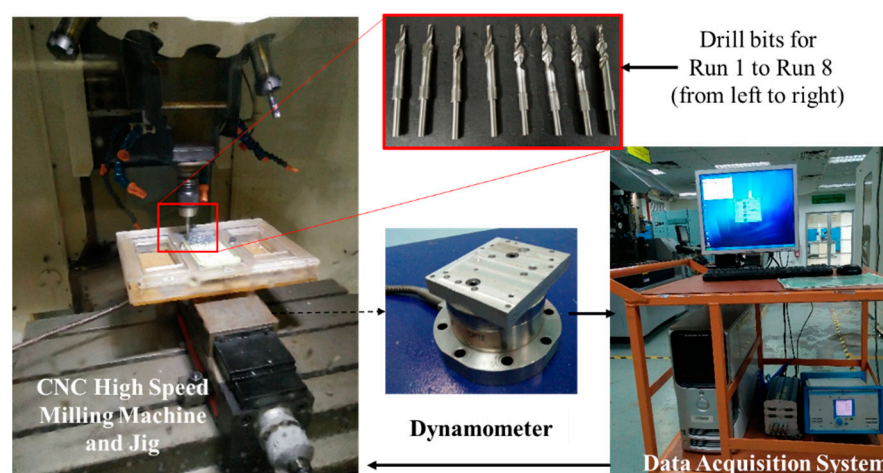 Drill bits for
Run 1 to Run 8
(from left to right)
CNC High Speed
Milling Machine
and Jig
Dynamometer
Data Acquisition System